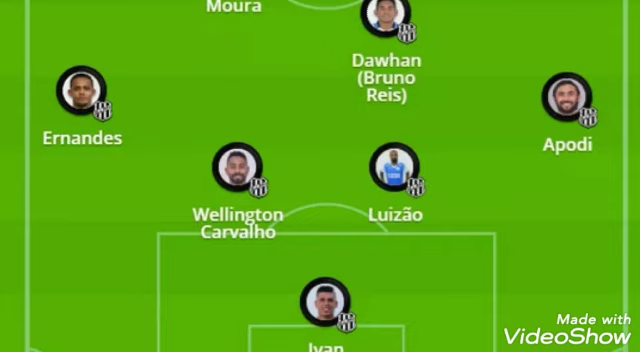 Moura
Dawhan
(Bruno
Reis)
Ernandes
Apodi
Wellington
Carvalho
Luizão
Ivan
Made with
VideoShow